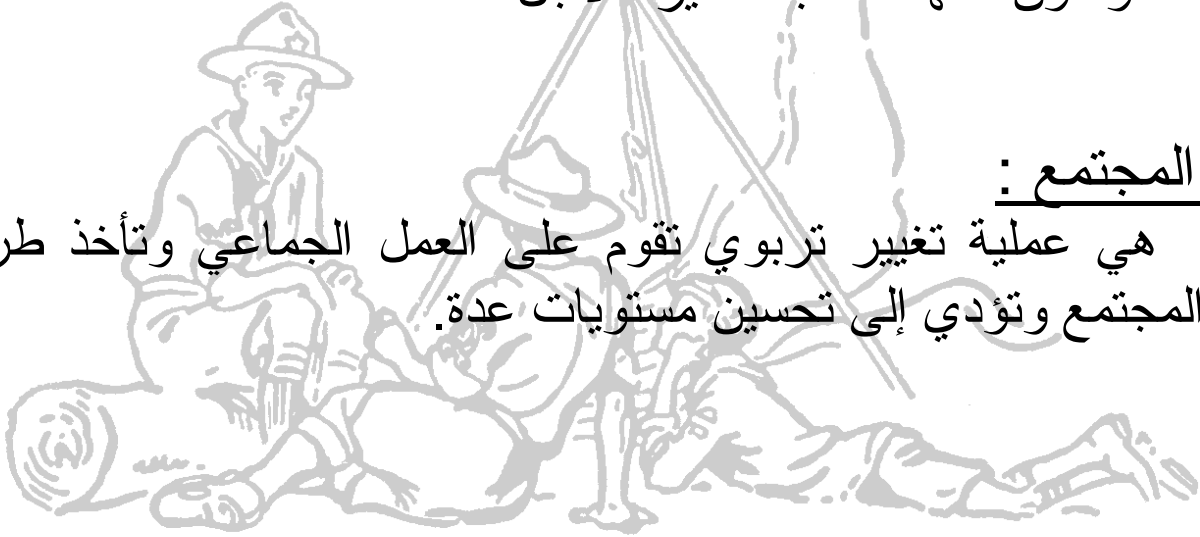 المجتمع :
هي عملية تغيير تربوي تقوم على العمل الجماعي وتأخذ
المجتمع وتؤدي إلى تحسين مستويات عدة.